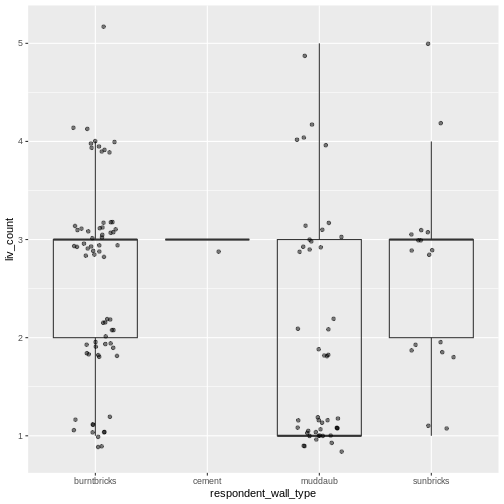 5
4
3
2
1
liv_count
burntbricks cement muddaub sunbricks
respondent_wall_type